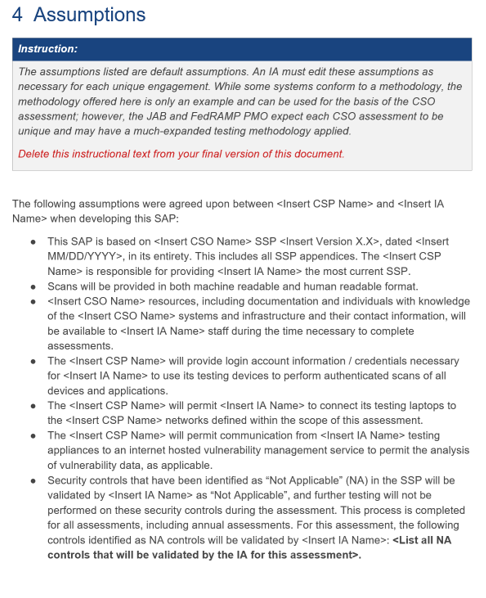 4 Assumptions
Instruction:
The assumptions listed are default assumptions. An IA must edit these assumptions as
necessary for each unique engagement. While some systems conform to a methodology, the
methodology offered here is only an example and can be used for the basis of the CSO
assessment; however, the JAB and FedRAMP PMO expect each CSO assessment to be
unique and may have a much-expanded testing methodology applied.
Delete this instructional text from your final version of this document.
The following assumptions were agreed upon between <Insert CSP Name> and <Insert IA
Name> when developing this SAP:
● This SAP is based on <Insert CSO Name> SSP <Insert Version X.X>, dated <Insert
MM/DD/YYYY>, in its entirety. This includes all SSP appendices. The <Insert CSP
Name> is responsible for providing <Insert IA Name> the most current SSP.
● Scans will be provided in both machine readable and human readable format.
● <Insert CSO Name> resources, including documentation and individuals with knowledge
of the <Insert CSO Name> systems and infrastructure and their contact information, will
be available to <Insert IA Name> staff during the time necessary to complete
assessments.
● The <Insert CSP Name> will provide login account information / credentials necessary
for <Insert IA Name> to use its testing devices to perform authenticated scans of all
devices and applications.
● The <Insert CSP Name> will permit <Insert IA Name> to connect its testing laptops to
the <Insert CSP Name> networks defined within the scope of this assessment.
● The <Insert CSP Name> will permit communication from <Insert IA Name> testing
appliances to an internet hosted vulnerability management service to permit the analysis
of vulnerability data, as applicable.
● Security controls that have been identified as “Not Applicable” (NA) in the SSP will be
validated by <Insert IA Name> as “Not Applicable”, and further testing will not be
performed on these security controls during the assessment. This process is completed
for all assessments, including annual assessments. For this assessment, the following
controls identified as NA controls will be validated by <Insert IA Name>: <List all NA
controls that will be validated by the IA for this assessment>.